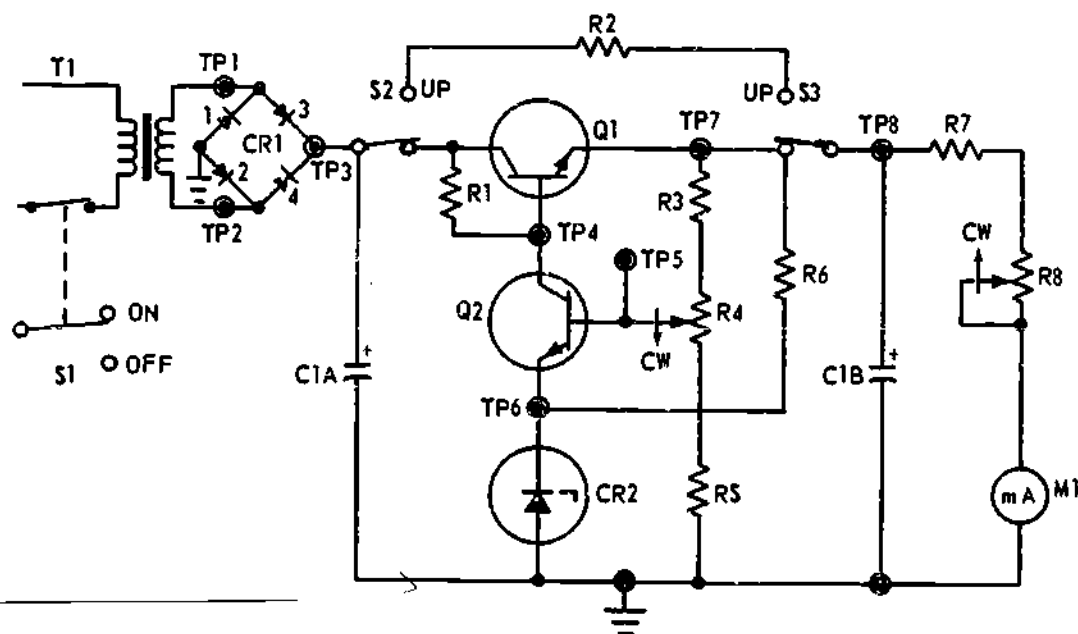 R2
T1
TP1
S2
UP
UP
S3
1
3
CR1
TP3
Q1
TP7
TP8
R7
2
4
R1
R3
TP2
TP4
CW
TP5
R6
R8
Q2
R4
ON
CW
+
+
S1
OFF
C1A
C1B
TP6
CR2
R5
mA
M1